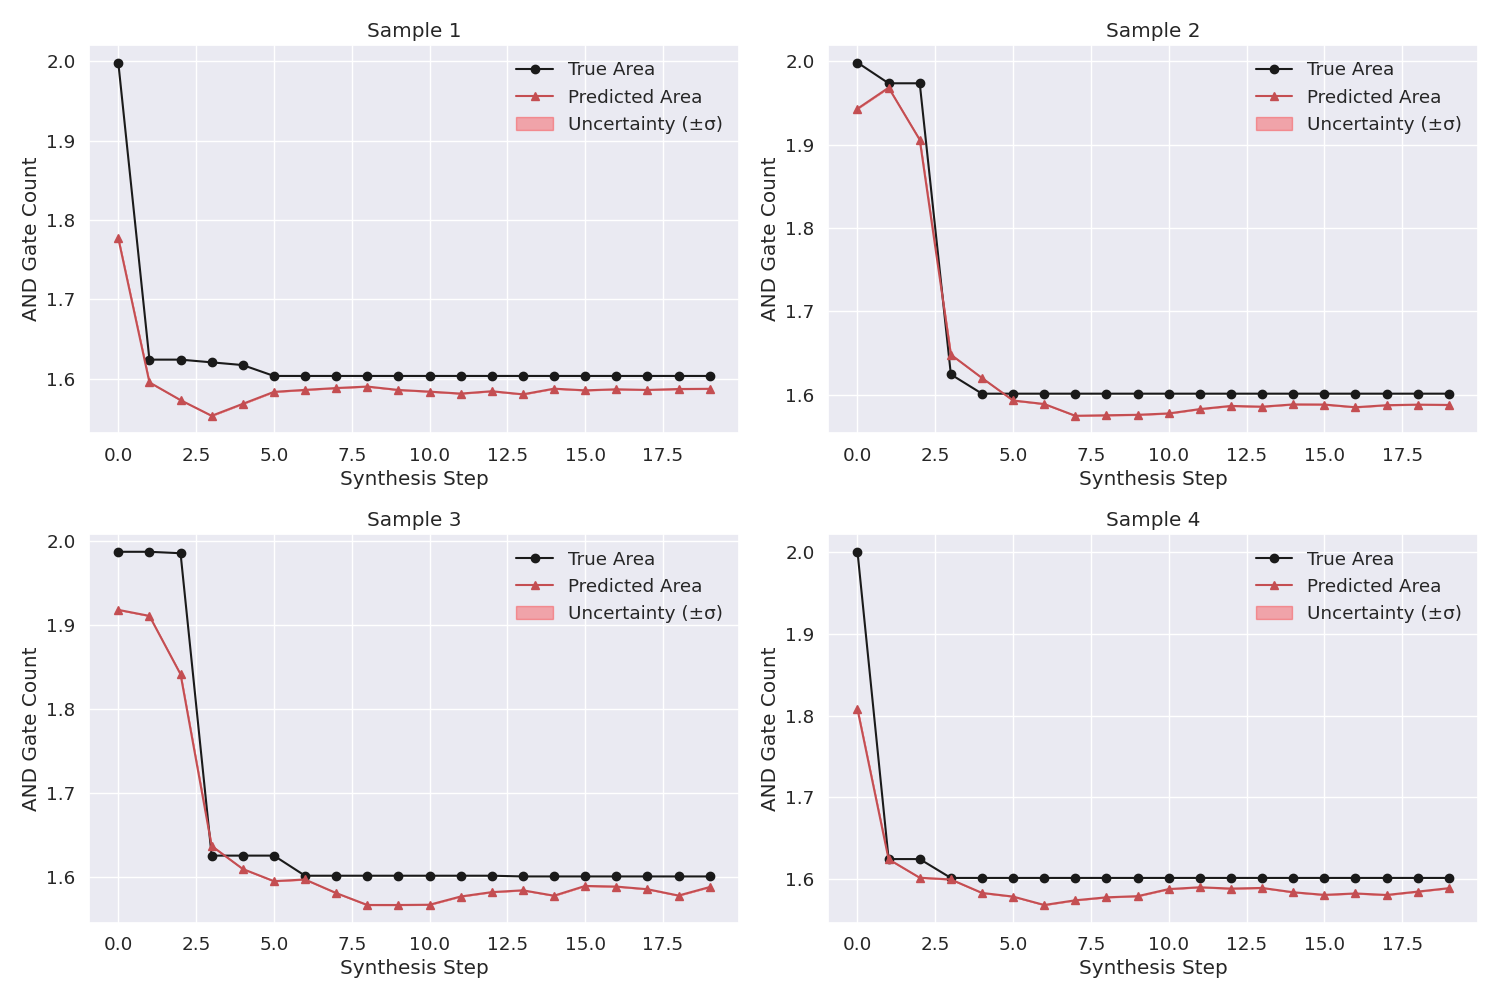 Sample 1
2.0
1.9
1.8
1.7
1.6
AND Gate Count
True Area
Predicted Area
Uncertainty (±σ)
0.0 2.5 5.0 7.5 10.0 12.5 15.0 17.5
Synthesis Step
Sample 2
2.0
1.9
1.8
1.7
1.6
AND Gate Count
True Area
Predicted Area
Uncertainty (±σ)
0.0 2.5 5.0 7.5 10.0 12.5 15.0 17.5
Synthesis Step
Sample 3
2.0
1.9
1.8
1.7
1.6
AND Gate Count
True Area
Predicted Area
Uncertainty (±σ)
0.0 2.5 5.0 7.5 10.0 12.5 15.0 17.5
Synthesis Step
Sample 4
2.0
1.9
1.8
1.7
1.6
AND Gate Count
True Area
Predicted Area
Uncertainty (±σ)
0.0 2.5 5.0 7.5 10.0 12.5 15.0 17.5
Synthesis Step